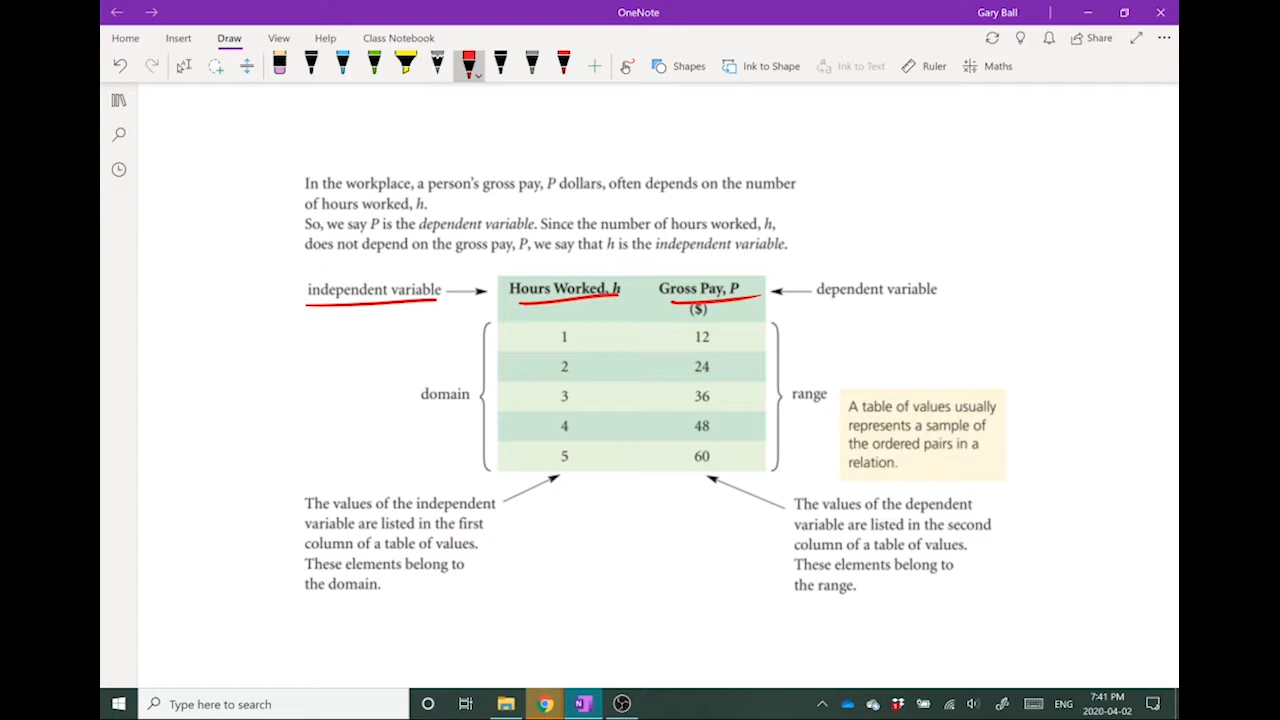 OneNote
Gary Ball
Home Insert Draw View Help Class Notebook
Share
Shapes Ink to Shape Ink to Text Ruler Maths
In the workplace, a person's gross pay, P dollars, often depends on the number
of hours worked, h.
So, we say P is the dependent variable. Since the number of hours worked, h,
does not depend on the gross pay, P, we say that h is the independent variable.
independent variable
Hours Worked, h Gross Pay, P
($)
dependent variable
1 12
2 24
3 36
4 48
5 60
domain
range
A table of values usually
represents a sample of
the ordered pairs in a
relation.
The values of the independent
variable are listed in the first
column of a table of values.
These elements belong to
the domain.
The values of the dependent
variable are listed in the second
column of a table of values.
These elements belong to
the range.
Type here to search
ENG
7:41 PM
2020-04-02